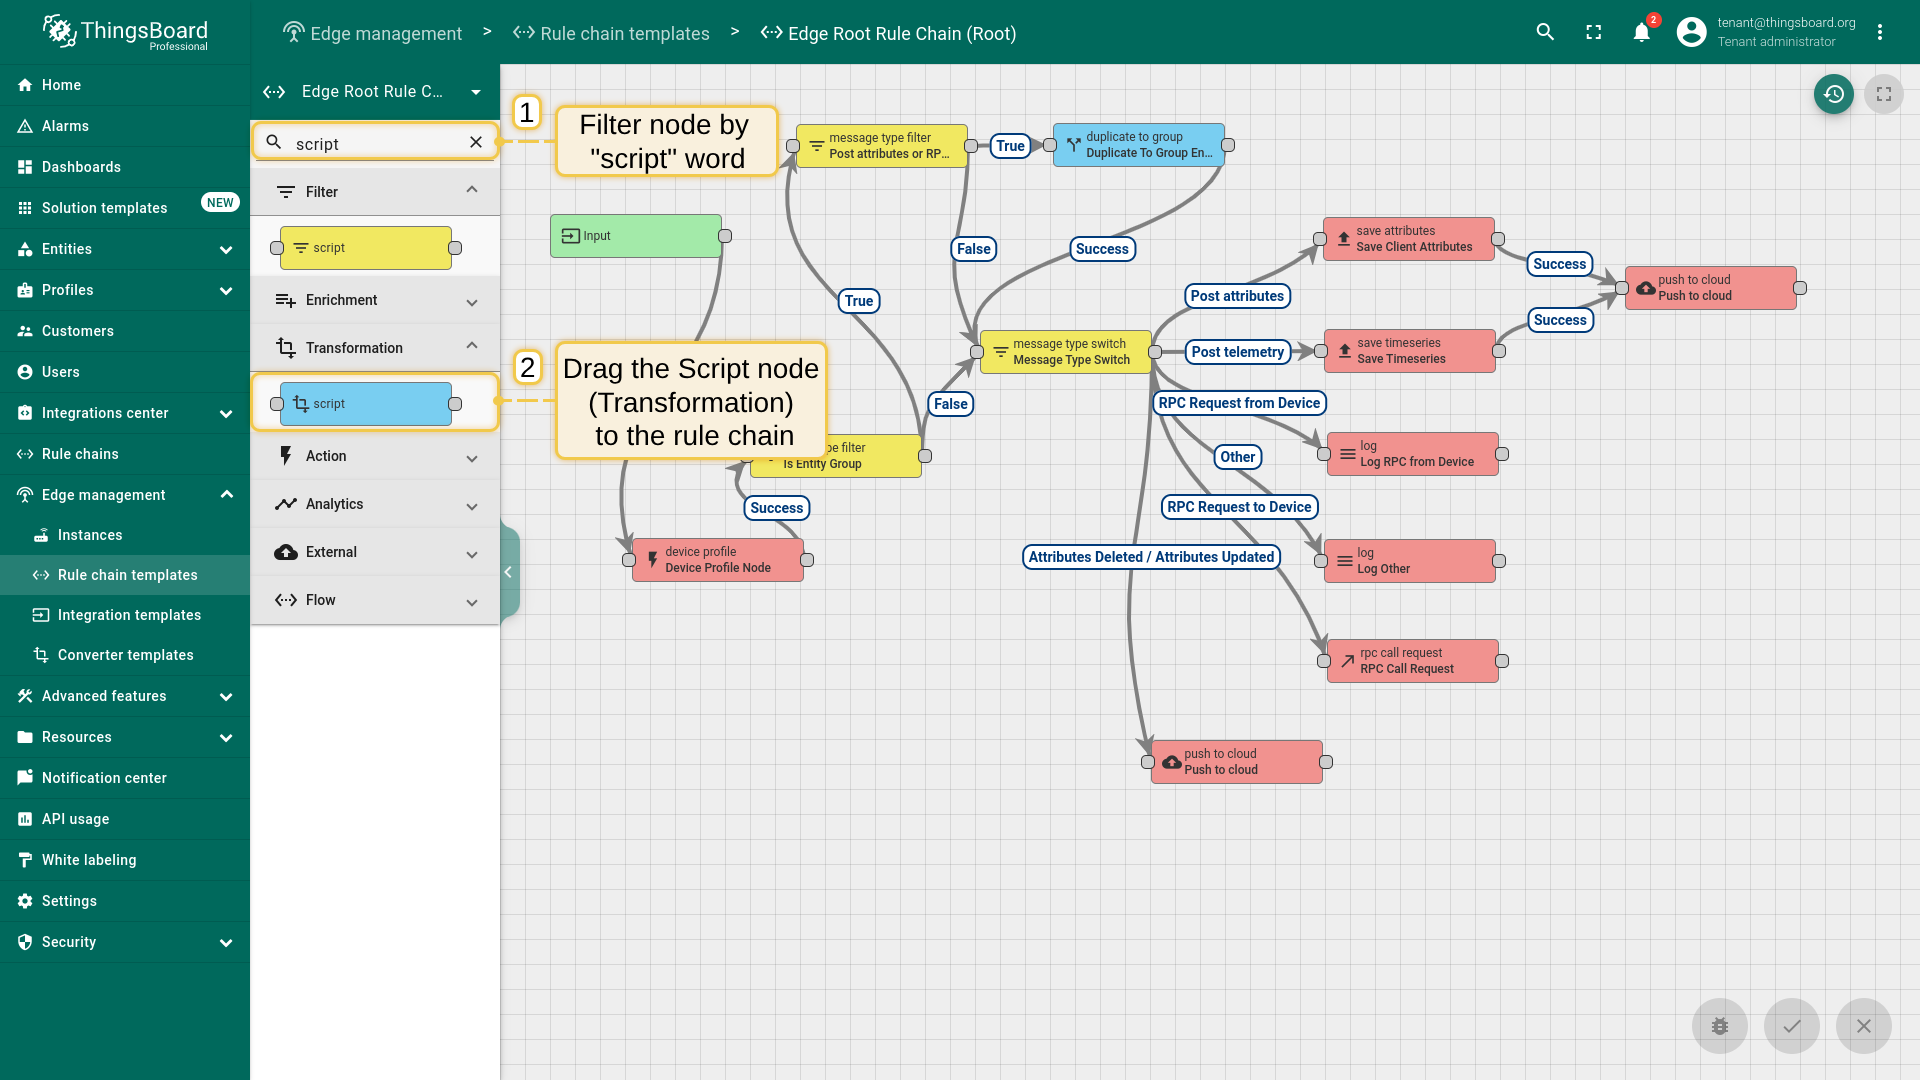 ThingsBoard
Professional
Edge management > Rule chain templates > Edge Root Rule Chain (Root)
2
tenant@thingsboard.org
Tenant administrator
Home
Alarms
Dashboards
Solution templates
NEW
Entities
Profiles
Customers
Users
Integrations center
Rule chains
Edge management
Instances
Rule chain templates
Integration templates
Converter templates
Advanced features
Resources
Notification center
API usage
White labeling
Settings
Security
Edge Root Rule C...
script
Filter
script
Enrichment
Transformation
script
Action
Analytics
External
Flow
1
Filter node by
"script" word
2
Drag the Script node
(Transformation)
to the rule chain
message type filter
Post attributes or RP...
True
duplicate to group
Duplicate To Group En...
Input
False
Success
True
Post attributes
save attributes
Save Client Attributes
Success
push to cloud
Push to cloud
Success
message type switch
Message Type Switch
Post telemetry
save timeseries
Save Timeseries
False
RPC Request from Device
pe filter
Is Entity Group
Other
log
Log RPC from Device
Success
RPC Request to Device
device profile
Device Profile Node
Attributes Deleted / Attributes Updated
log
Log Other
rpc call request
RPC Call Request
push to cloud
Push to cloud